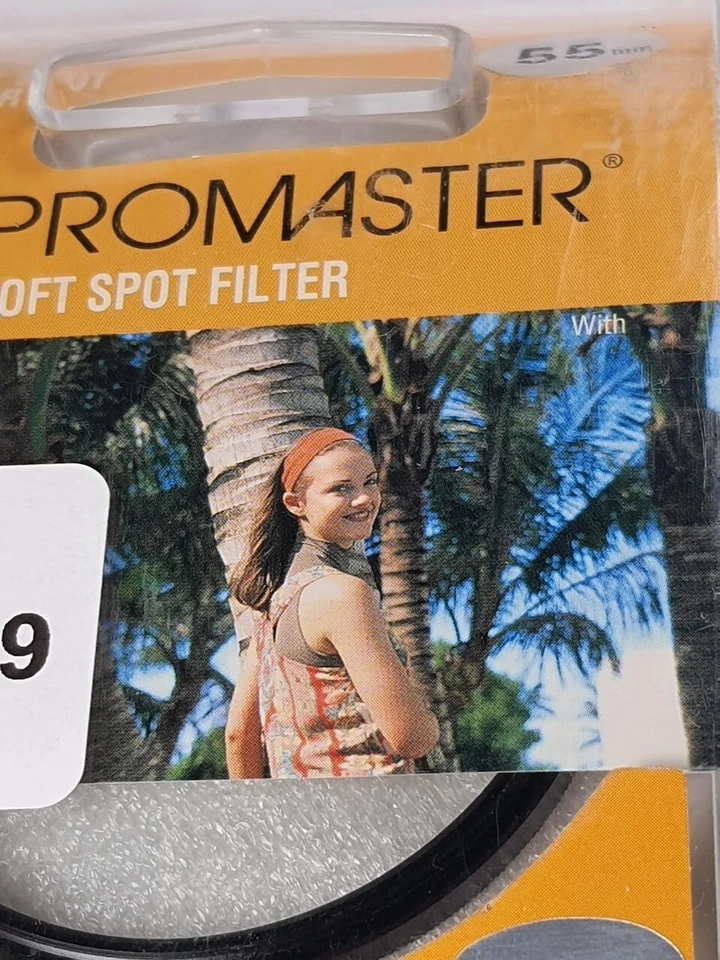 55mm
PROMASTER®
OFT SPOT FILTER
With
9